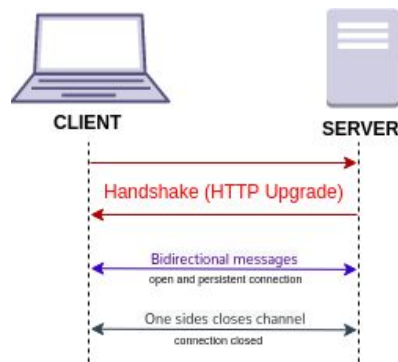 CLIENT
SERVER
Handshake (HTTP Upgrade)
Bidirectional messages
open and persistent connection
One sides closes channel
connection closed